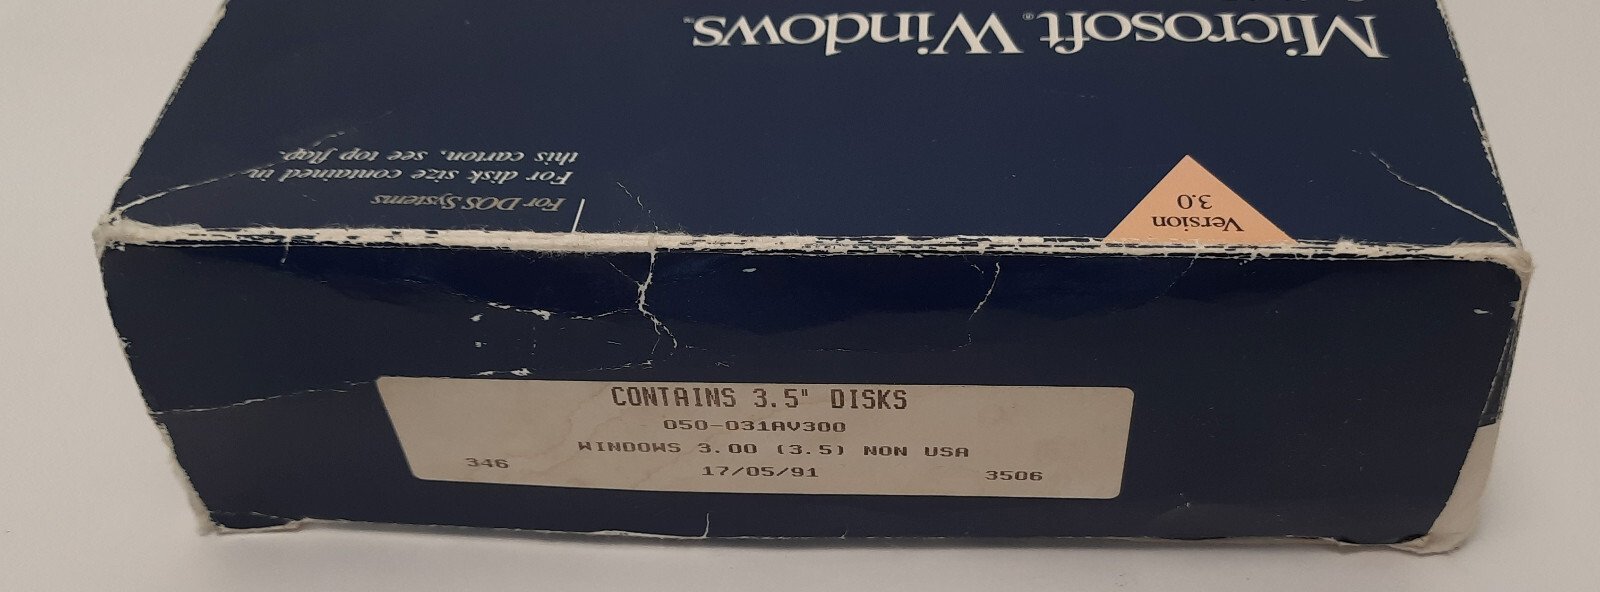 Microsoft® Windows™
Version
3.0
For DOS Systems
For disk size contained in
this carton, see top flap.
CONTAINS 3.5" DISKS
050-031AV300
WINDOWS 3.00 (3.5) NON USA
346 17/05/91 3506